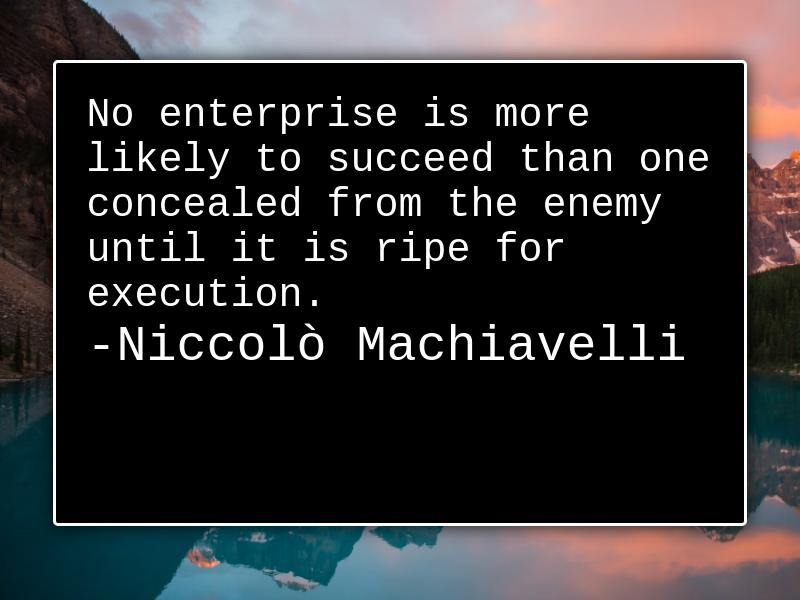 No enterprise is more
likely to succeed than one
concealed from the enemy
until it is ripe for
execution.
-Niccolò Machiavelli